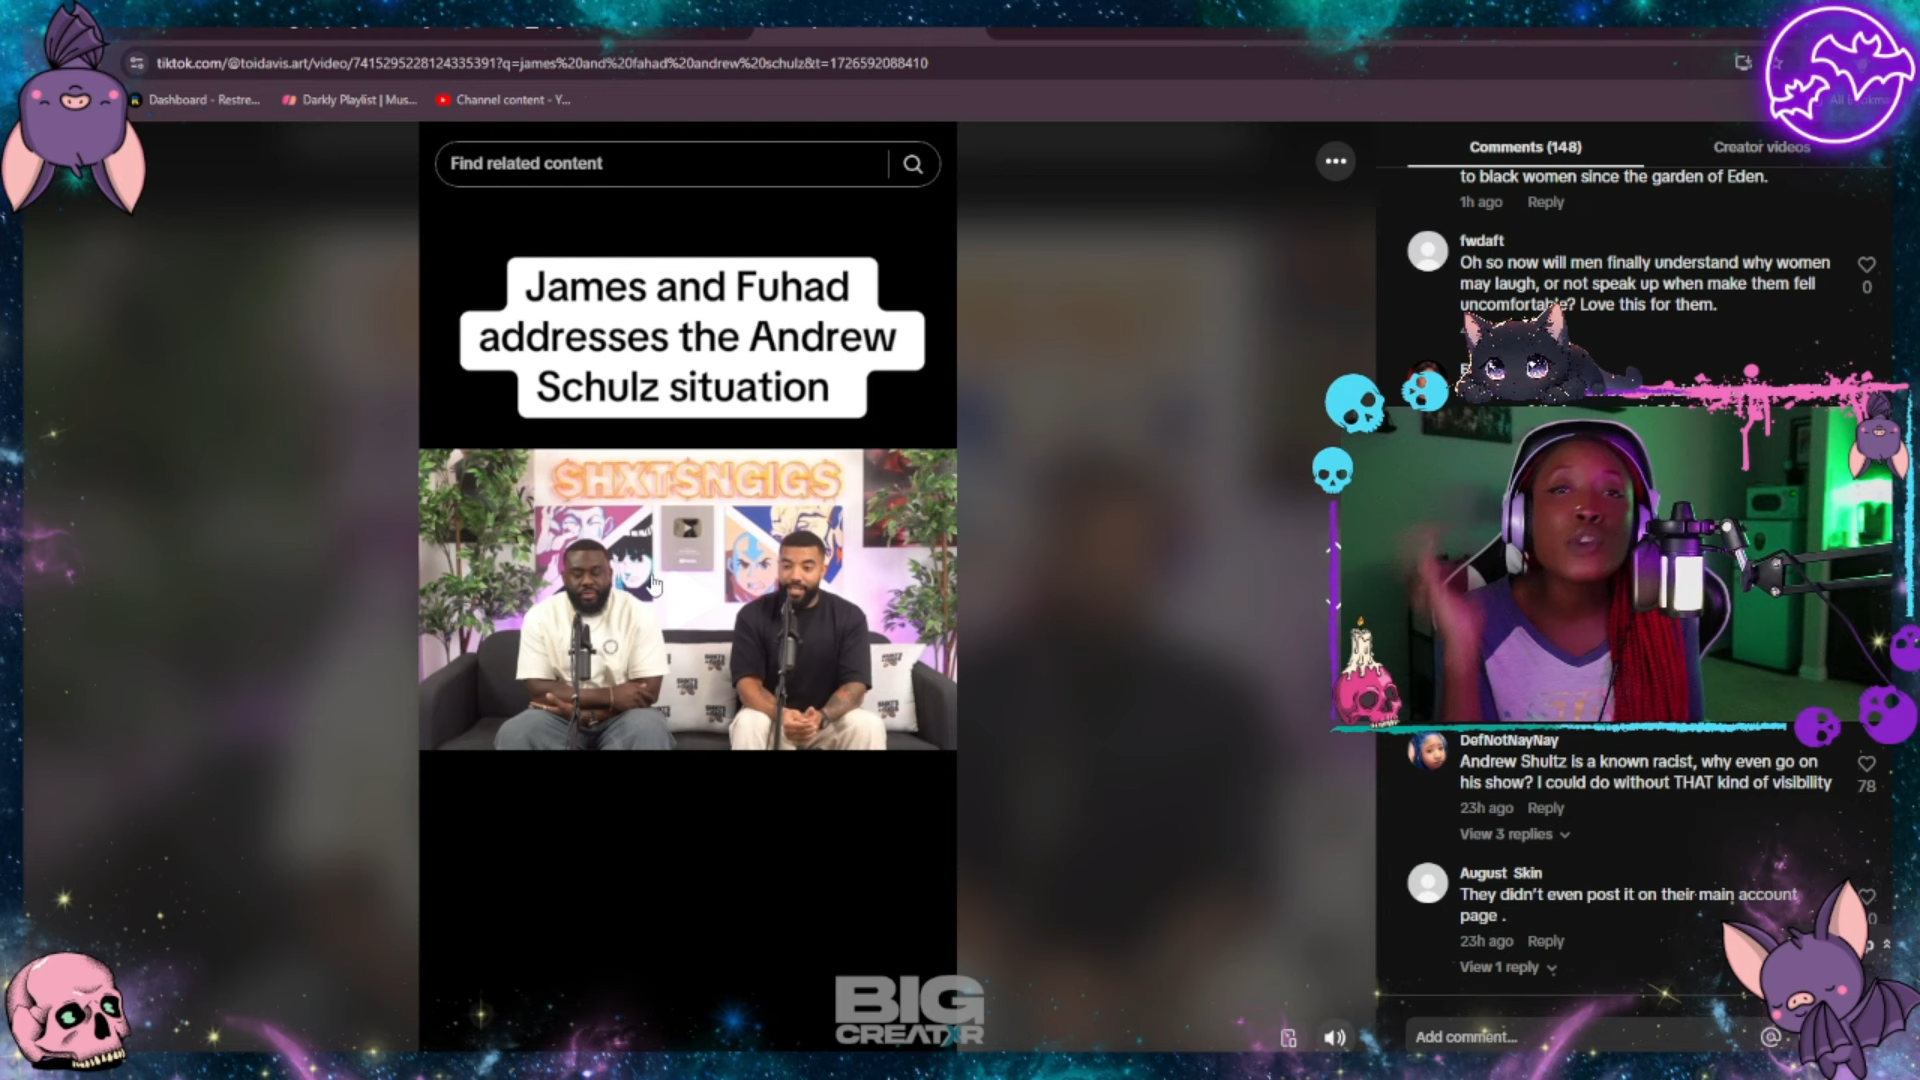 tiktok.com/@toidavis.art/video/7415295228124335391?q=james%20and%20fahad%20andrew%20schulz&t=1726592088410
Dashboard - Restre...
Darkly Playlist | Mus...
Channel content - Y...
Find related content
James and Fuhad
addresses the Andrew
Schulz situation
$HXT$NGIGS
BIG
CREATXR
Comments (148)
Creator videos
to black women since the garden of Eden.
1h ago Reply
fwdaft
Oh so now will men finally understand why women
may laugh, or not speak up when make them fell
uncomfortable? Love this for them.
0
DefNotNayNay
Andrew Shultz is a known racist, why even go on
his show? I could do without THAT kind of visibility
78
23h ago Reply
View 3 replies
August Skin
They didn't even post it on their main account
page .
23h ago Reply
View 1 reply
Add comment...